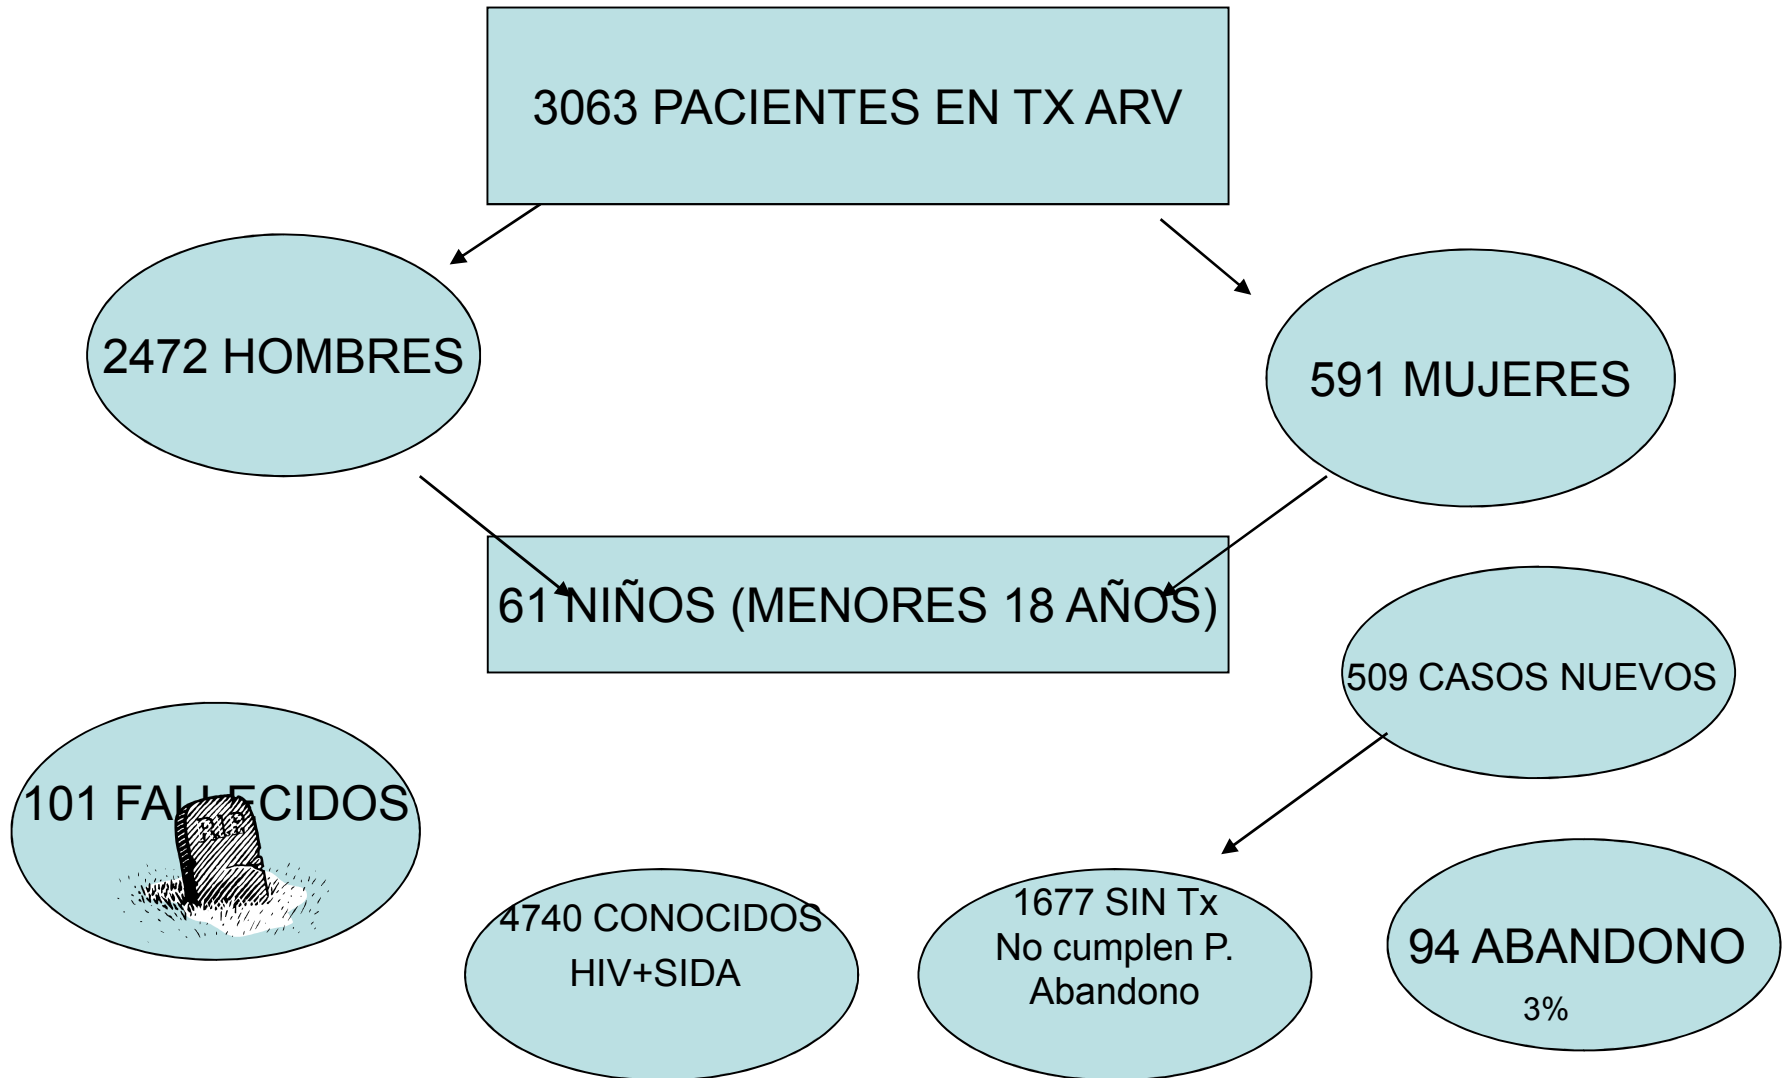 3063 PACIENTES EN TX ARV
2472 HOMBRES
591 MUJERES
61 NIÑOS (MENORES 18 AÑOS)
509 CASOS NUEVOS
101 FALLECIDOS
RIP
4740 CONOCIDOS
HIV+SIDA
1677 SIN Tx
No cumplen P.
Abandono
94 ABANDONO
3%